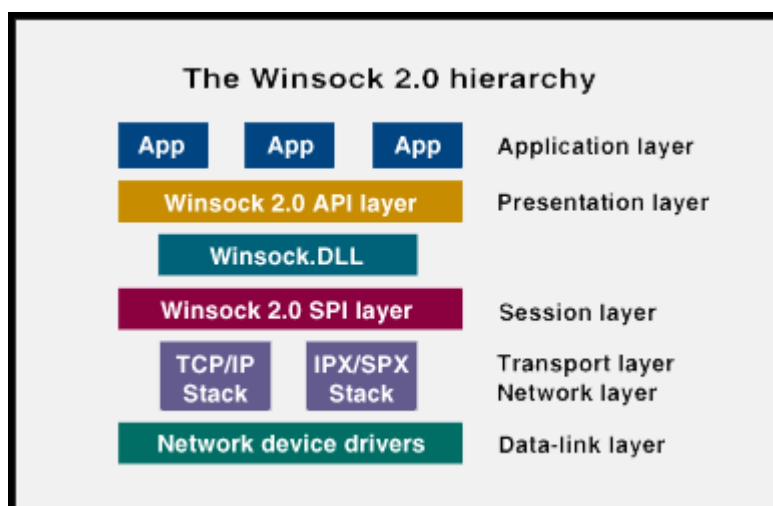 The Winsock 2.0 hierarchy
App App App Application layer
Winsock 2.0 API layer Presentation layer
Winsock.DLL
Winsock 2.0 SPI layer Session layer
TCP/IP IPX/SPX Transport layer
Stack Stack Network layer
Network device drivers Data-link layer